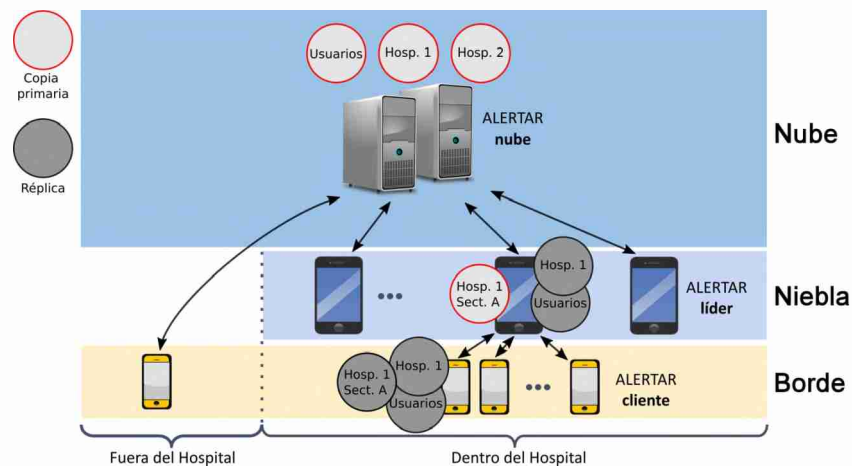 Copia
primaria
Réplica
Usuarios
Hosp. 1
Hosp. 2
ALERTAR
nube
Nube
Hosp. 1
Sect. A
Hosp. 1
Usuarios
ALERTAR
líder
Niebla
Hosp. 1
Sect. A
Hosp. 1
Usuarios
ALERTAR
cliente
Borde
Fuera del Hospital
Dentro del Hospital